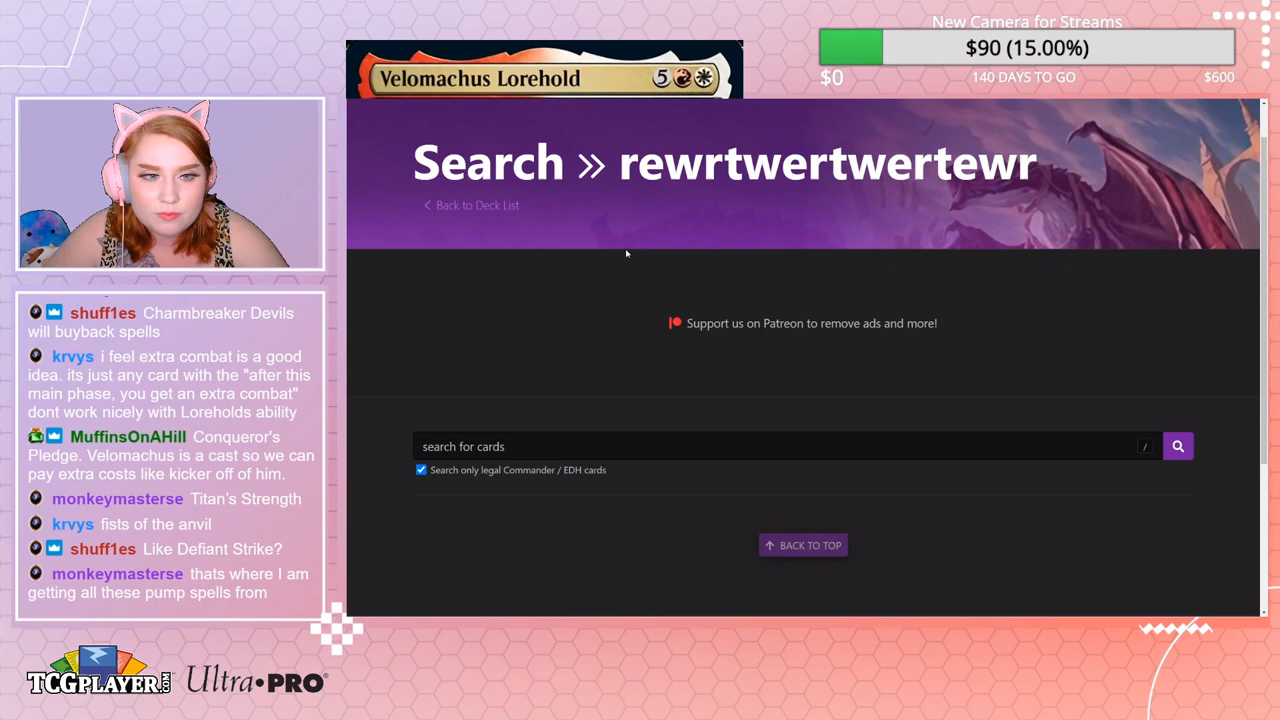 New Camera for Streams
$90 (15.00%)
$0
140 DAYS TO GO
$600
Velomachus Lorehold
5
Search » rewrtwertwertewr
Back to Deck List
Support us on Patreon to remove ads and more!
search for cards
/
Search only legal Commander / EDH cards
BACK TO TOP
shuff1es Charmbreaker Devils
will buyback spells
krvys i feel extra combat is a good
idea. its just any card with the "after this
main phase, you get an extra combat"
dont work nicely with Loreholds ability
MuffinsOnAHill Conqueror's
Pledge. Velomachus is a cast so we can
pay extra costs like kicker off of him.
monkeymasterse Titan's Strength
krvys fists of the anvil
shuff1es Like Defiant Strike?
monkeymasterse thats where I am
getting all these pump spells from
TCGPLAYER.COM
Ultra•PRO